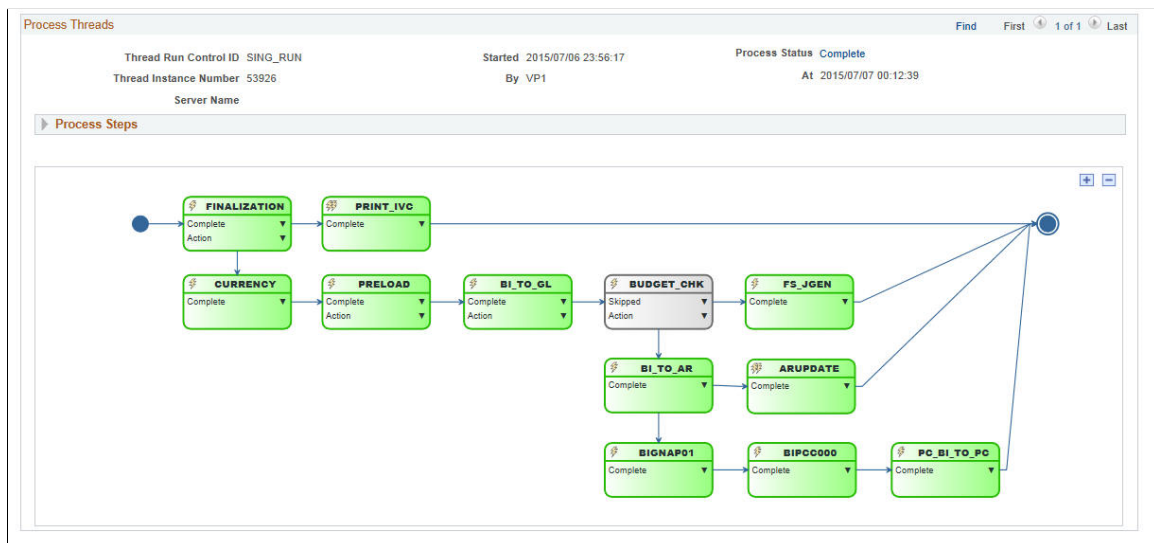 Process Threads Find First 1 of 1 Last
Thread Run Control ID SING_RUN Started 2015/07/06 23:56:17 Process Status Complete
Thread Instance Number 53926 By VP1 At 2015/07/07 00:12:39
Server Name
Process Steps
FINALIZATION PRINT_IVC
Complete Complete
Action
CURRENCY PRELOAD BI_TO_GL BUDGET_CHK FS_JGEN
Complete Complete Complete Skipped Complete
Action Action Action
BI_TO_AR ARUPDATE
Complete Complete
BIGNAP01 BIPCC000 PC_BI_TO_PC
Complete Complete Complete